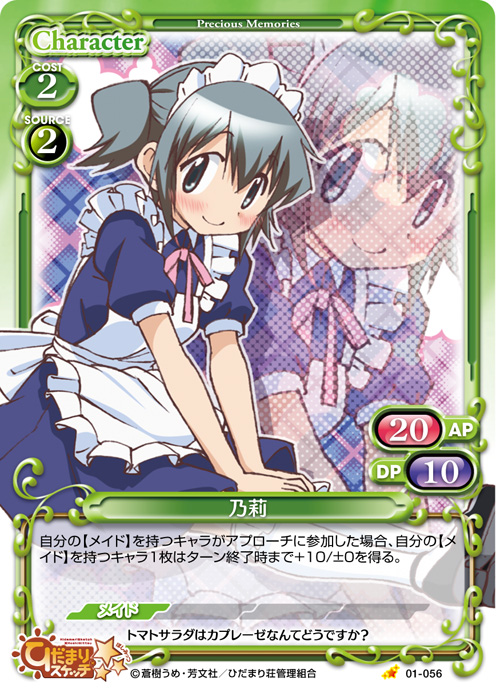 Precious Memories
Character
COST
2
SOURCE
2
20 AP
DP 10
乃莉
自分の【メイド】を持つキャラがアプローチに参加した場合、自分の【メ
イド】を持つキャラ1枚はターン終了時まで+10/±0を得る。
メイド
トマトサラダはカプレーゼなんてどうですか?
ひだまり
スケッチ
©蒼樹うめ・芳文社/ひだまり荘管理組合
01-056